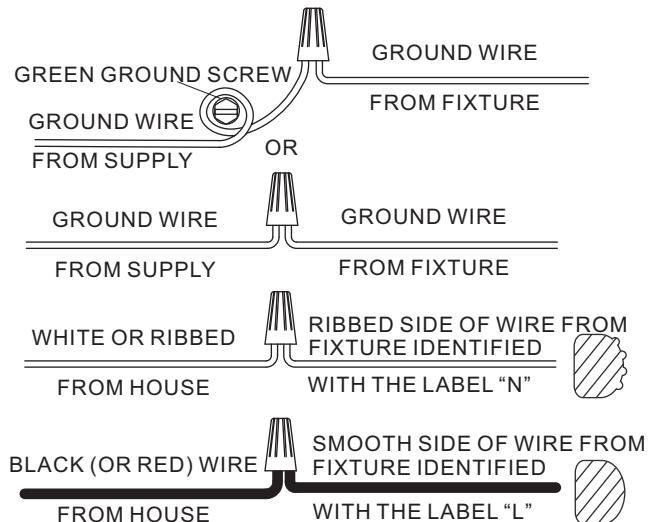 GROUND WIRE
GREEN GROUND SCREW
FROM FIXTURE
GROUND WIRE
FROM SUPPLY
OR
GROUND WIRE
GROUND WIRE
FROM SUPPLY
FROM FIXTURE
WHITE OR RIBBED
RIBBED SIDE OF WIRE FROM
FIXTURE IDENTIFIED
FROM HOUSE
WITH THE LABEL “N”
BLACK (OR RED) WIRE
SMOOTH SIDE OF WIRE FROM
FIXTURE IDENTIFIED
FROM HOUSE
WITH THE LABEL “L”